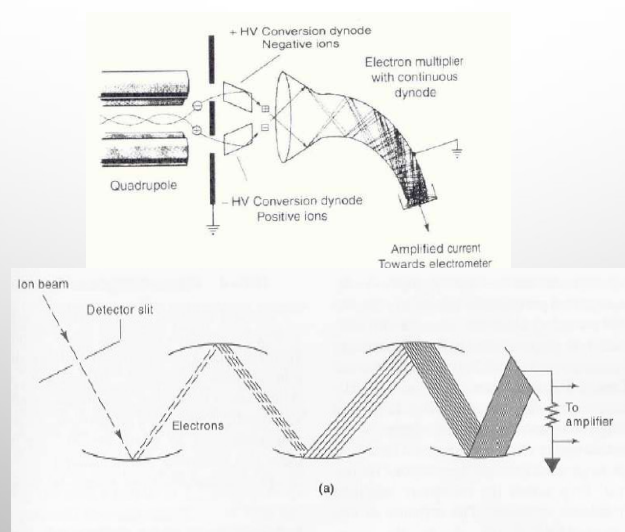 + HV Conversion dynode
Negative ions
Electron multiplier
with continuous
dynode
Quadrupole
– HV Conversion dynode
Positive ions
Amplified current
Towards electrometer
Ion beam
Detector slit
Electrons
To
amplifier
(a)